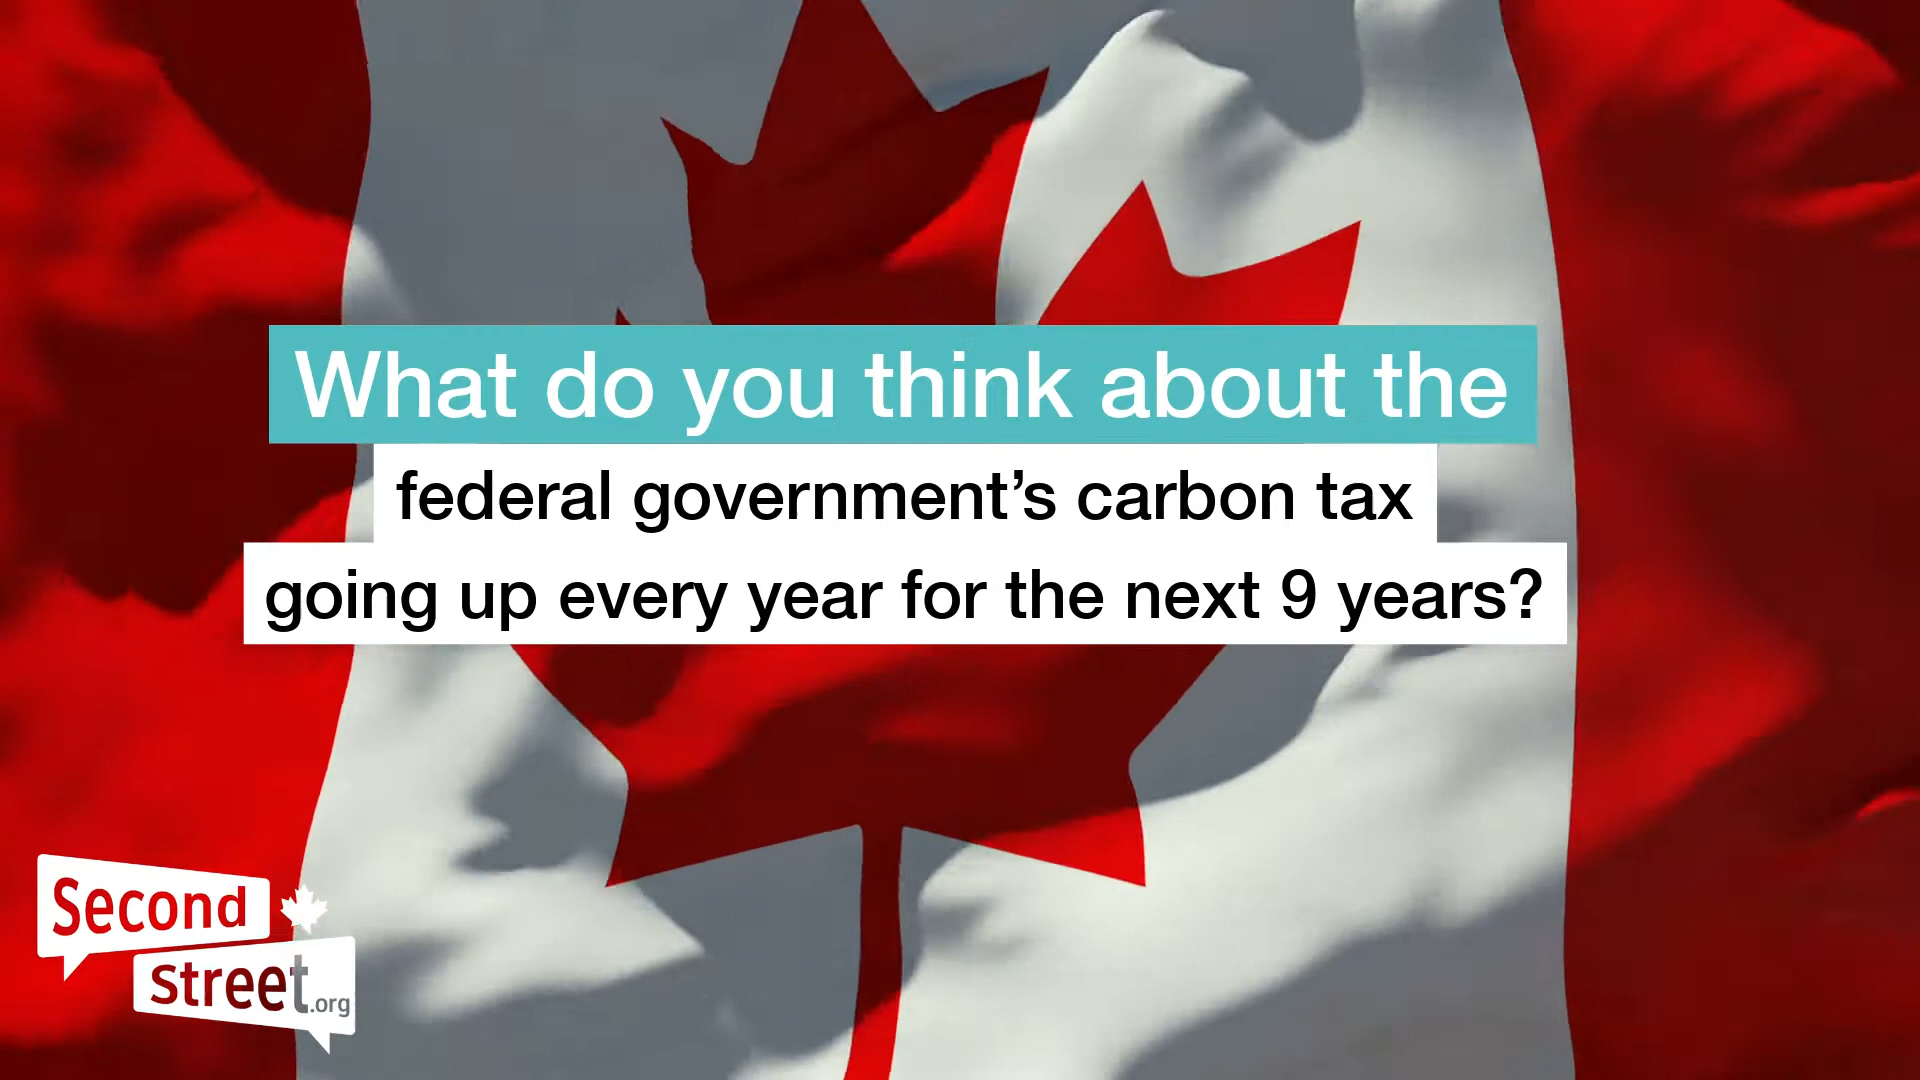 What do you think about the
federal government’s carbon tax
going up every year for the next 9 years?
Second
Street.org